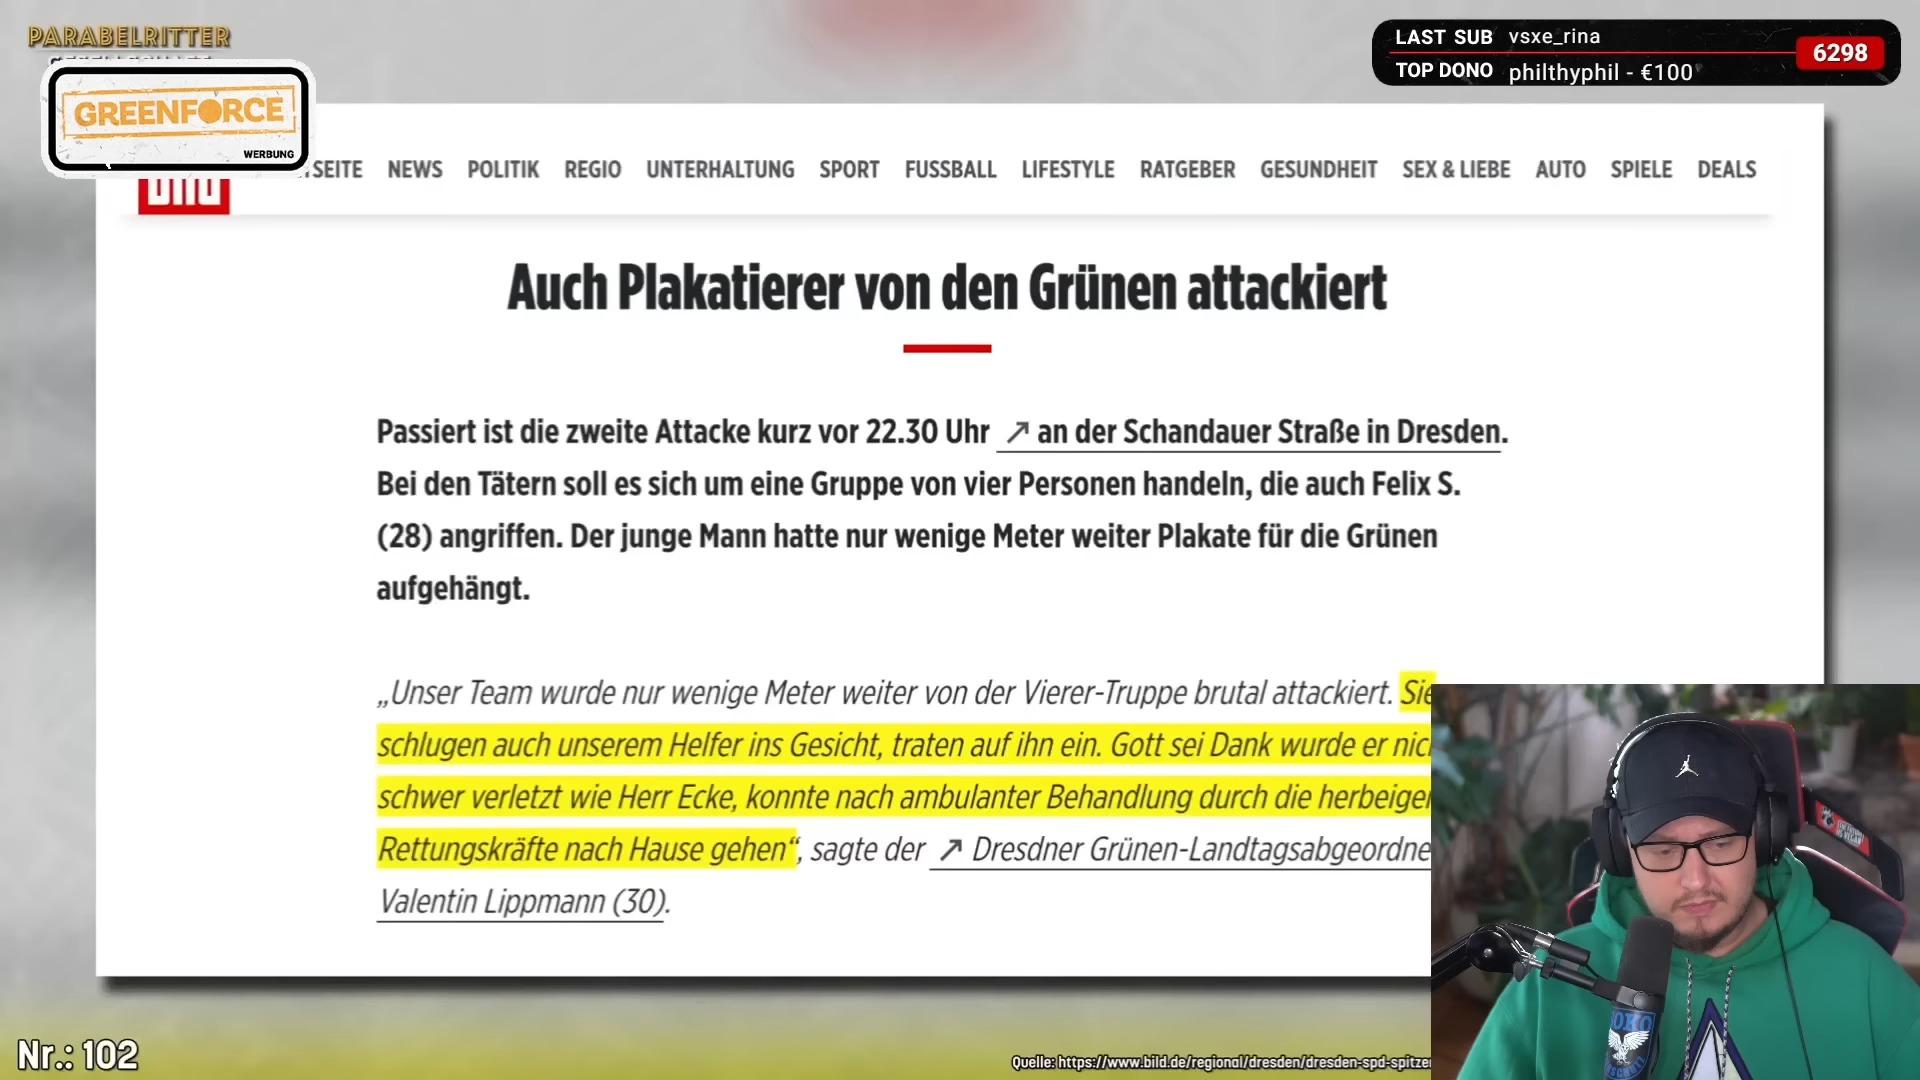 PARABELRITTER
GREENFORCE
WERBUNG
LAST SUB vsxe_rina
TOP DONO philthyphil - €100
6298
TSEITE NEWS POLITIK REGIO UNTERHALTUNG SPORT FUSSBALL LIFESTYLE RATGEBER GESUNDHEIT SEX & LIEBE AUTO SPIELE DEALS
Auch Plakatierer von den Grünen attackiert
Passiert ist die zweite Attacke kurz vor 22.30 Uhr ↗ an der Schandauer Straße in Dresden.
Bei den Tätern soll es sich um eine Gruppe von vier Personen handeln, die auch Felix S.
(28) angriffen. Der junge Mann hatte nur wenige Meter weiter Plakate für die Grünen
aufgehängt.
„Unser Team wurde nur wenige Meter weiter von der Vierer-Truppe brutal attackiert. Sie
schlugen auch unserem Helfer ins Gesicht, traten auf ihn ein. Gott sei Dank wurde er nic
schwer verletzt wie Herr Ecke, konnte nach ambulanter Behandlung durch die herbeiger
Rettungskräfte nach Hause gehen“, sagte der ↗ Dresdner Grünen-Landtagsabgeordne
Valentin Lippmann (30).
Nr.: 102
Quelle: https://www.bild.de/regional/dresden/dresden-spd-spitze